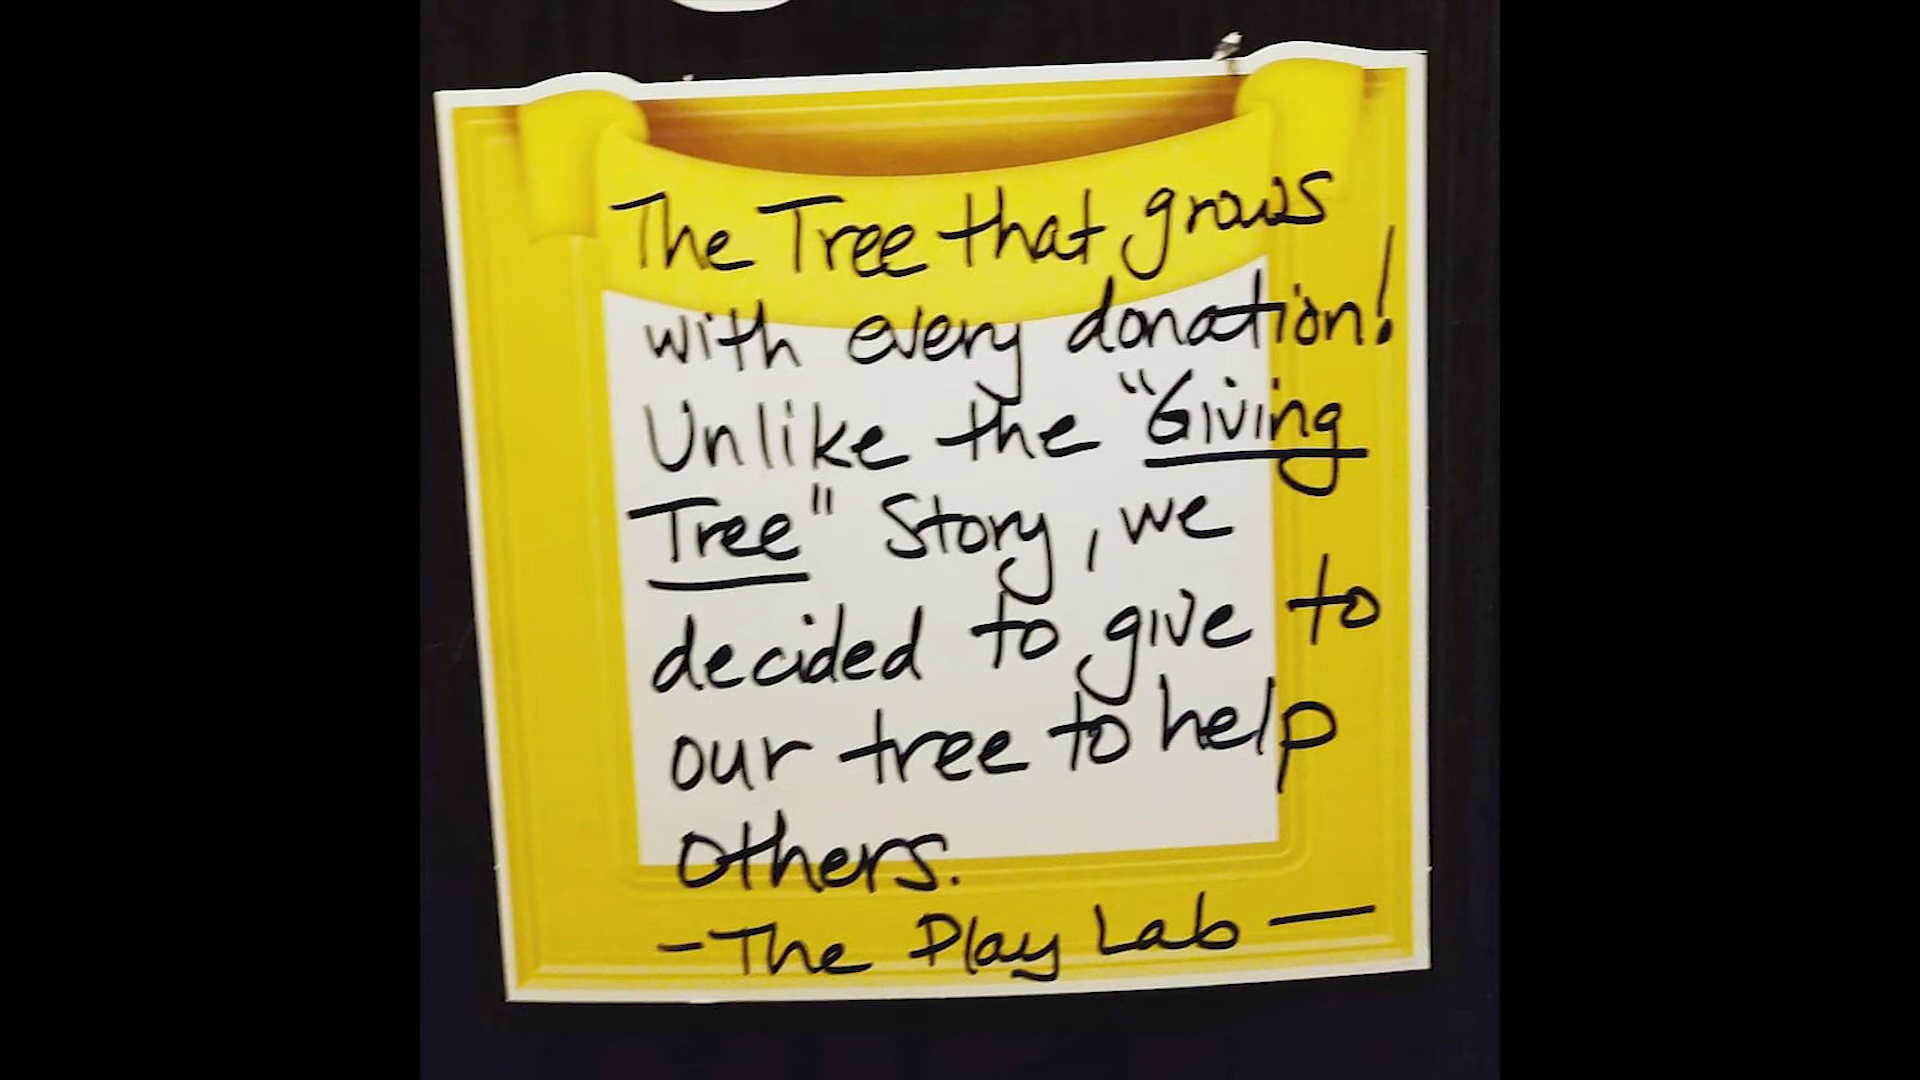 The Tree that grows
with every donation!
Unlike the "Giving
Tree" Story, we
decided to give to
our tree to help
others.
-The Play Lab—